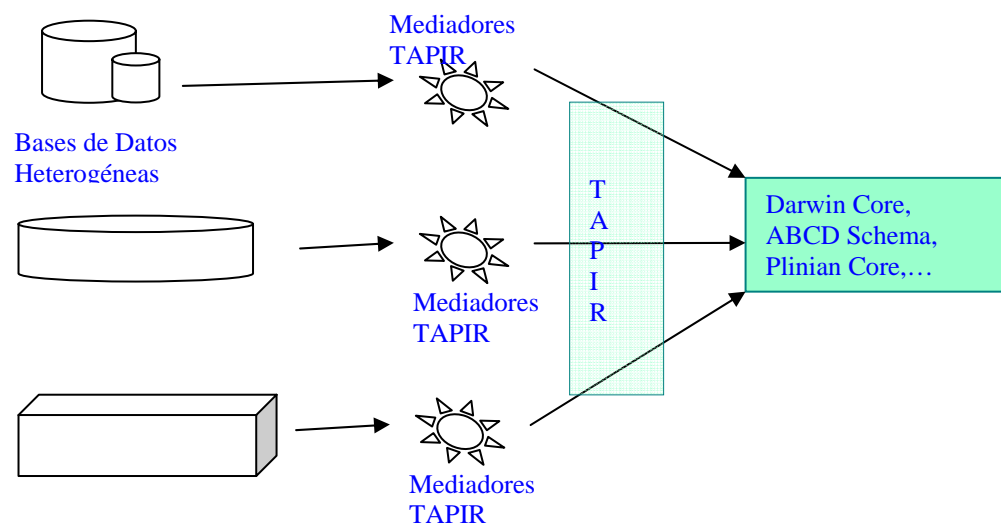 Mediadores
TAPIR
Bases de Datos
Heterogéneas
T
A
P
I
R
Darwin Core,
ABCD Schema,
Plinian Core,…
Mediadores
TAPIR
Mediadores
TAPIR